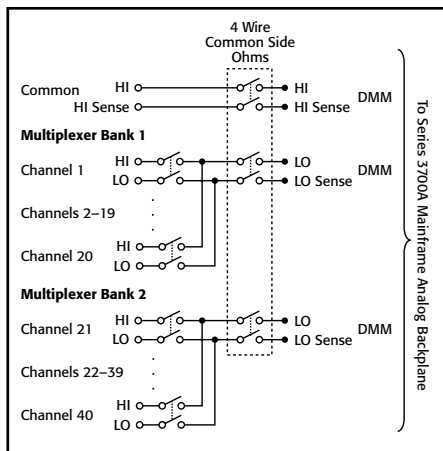 4 Wire
Common Side
Ohms
Common HI HI DMM
HI Sense HI Sense
Multiplexer Bank 1
Channel 1 HI LO DMM
LO LO Sense
Channels 2–19
Channel 20 HI
LO
Multiplexer Bank 2
Channel 21 HI LO DMM
LO LO Sense
Channels 22–39
Channel 40 HI
LO
To Series 3700A Mainframe Analog Backplane